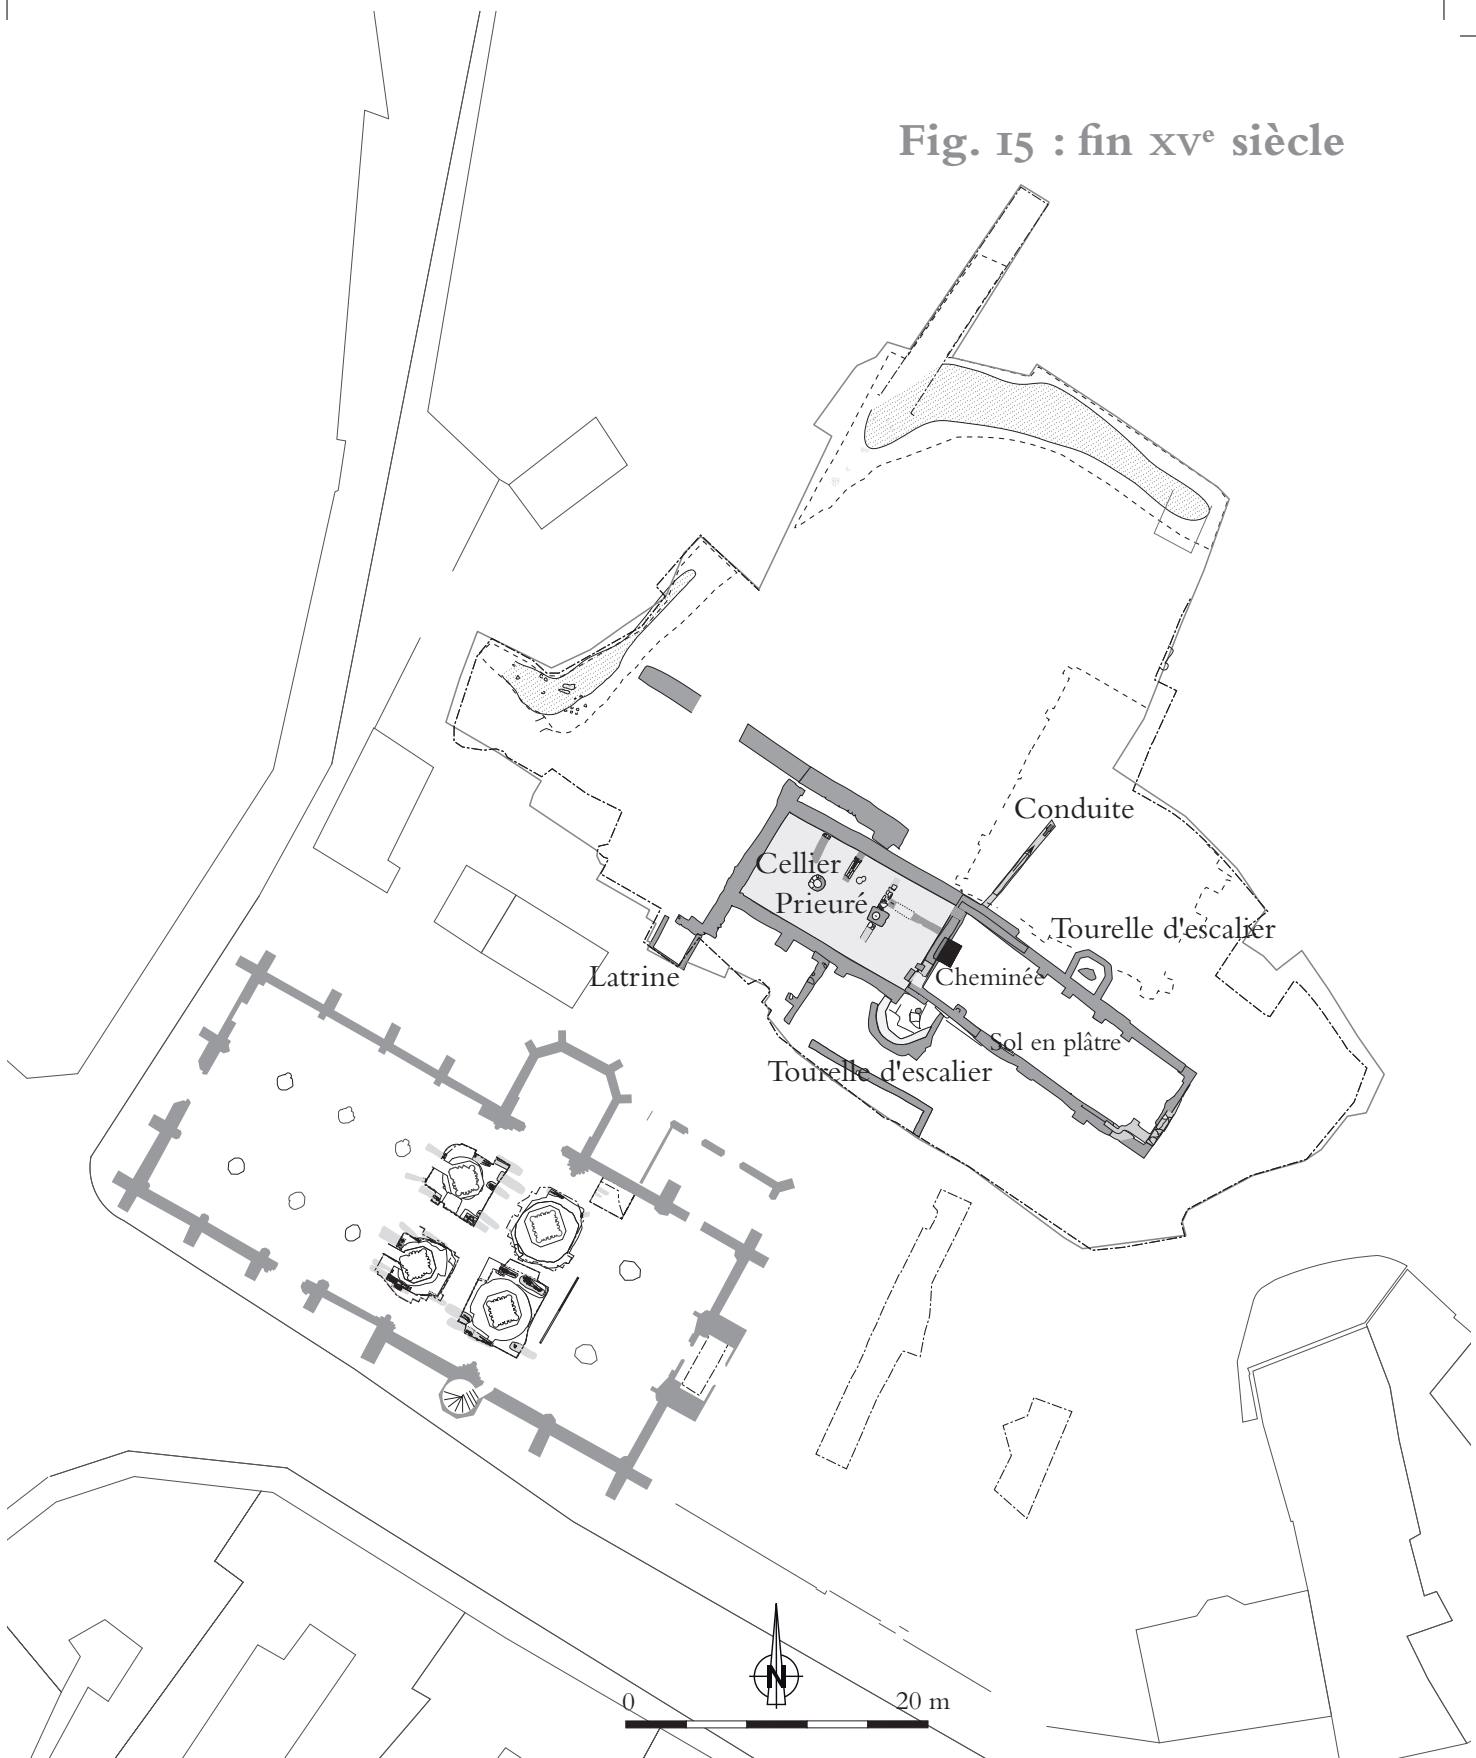 Fig. 15 : fin XVe siècle
Conduite
Cellier
Prieuré
Tourelle d'escalier
Latrine
Cheminée
Sol en plâtre
Tourelle d'escalier
N
0 20 m